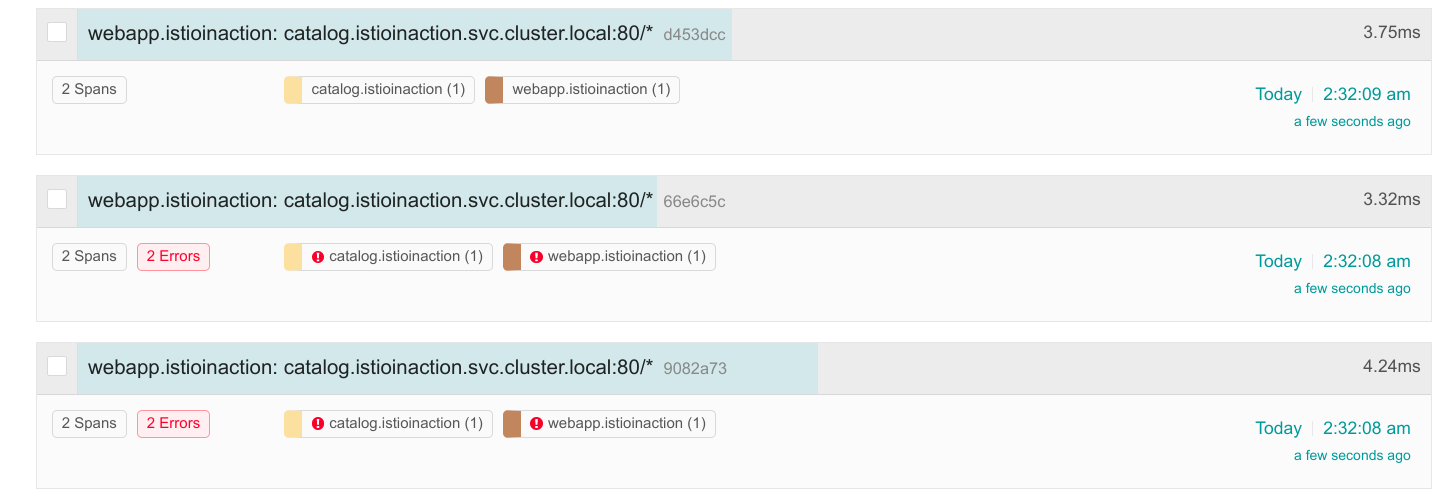 webapp.istioinaction: catalog.istioinaction.svc.cluster.local:80/* d453dcc 3.75ms
2 Spans catalog.istioinaction (1) webapp.istioinaction (1) Today 2:32:09 am
a few seconds ago
webapp.istioinaction: catalog.istioinaction.svc.cluster.local:80/* 66e6c5c 3.32ms
2 Spans 2 Errors catalog.istioinaction (1) webapp.istioinaction (1) Today 2:32:08 am
a few seconds ago
webapp.istioinaction: catalog.istioinaction.svc.cluster.local:80/* 9082a73 4.24ms
2 Spans 2 Errors catalog.istioinaction (1) webapp.istioinaction (1) Today 2:32:08 am
a few seconds ago